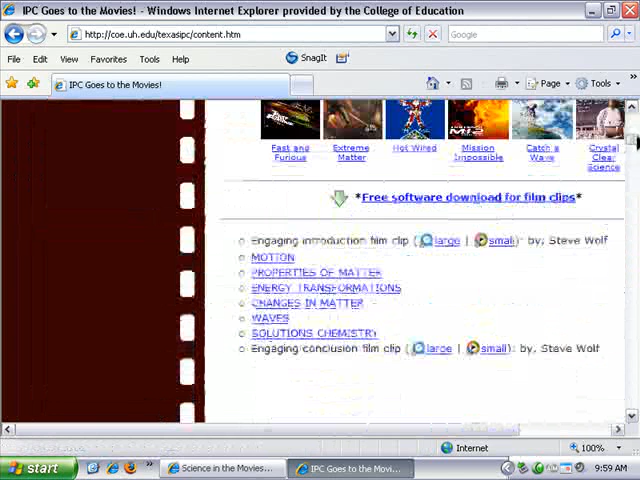 IPC Goes to the Movies! - Windows Internet Explorer provided by the College of Education
http://coe.uh.edu/texasipc/content.htm
Google
File Edit View Favorites Tools Help
SnagIt
IPC Goes to the Movies!
Page Tools
Fast and Furious
Extreme Matter
Hot Wired
Mission Impossible
Catch a Wave
Crystal Clear Science
*Free software download for film clips*
Engaging introduction film clip (large | small) by: Steve Wolf
MOTION
PROPERTIES OF MATTER
ENERGY TRANSFORMATIONS
CHANGES IN MATTER
WAVES
SOLUTIONS CHEMISTRY
Engaging conclusion film clip (large | small): by, Steve Wolf
Internet 100%
start
Science in the Movies...
IPC Goes to the Movi...
9:59 AM